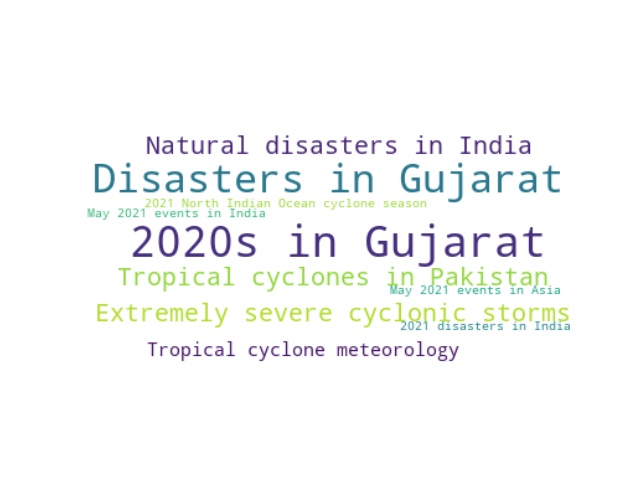 Natural disasters in India
Disasters in Gujarat
2021 North Indian Ocean cyclone season
May 2021 events in India
2020s in Gujarat
Tropical cyclones in Pakistan
May 2021 events in Asia
Extremely severe cyclonic storms
2021 disasters in India
Tropical cyclone meteorology